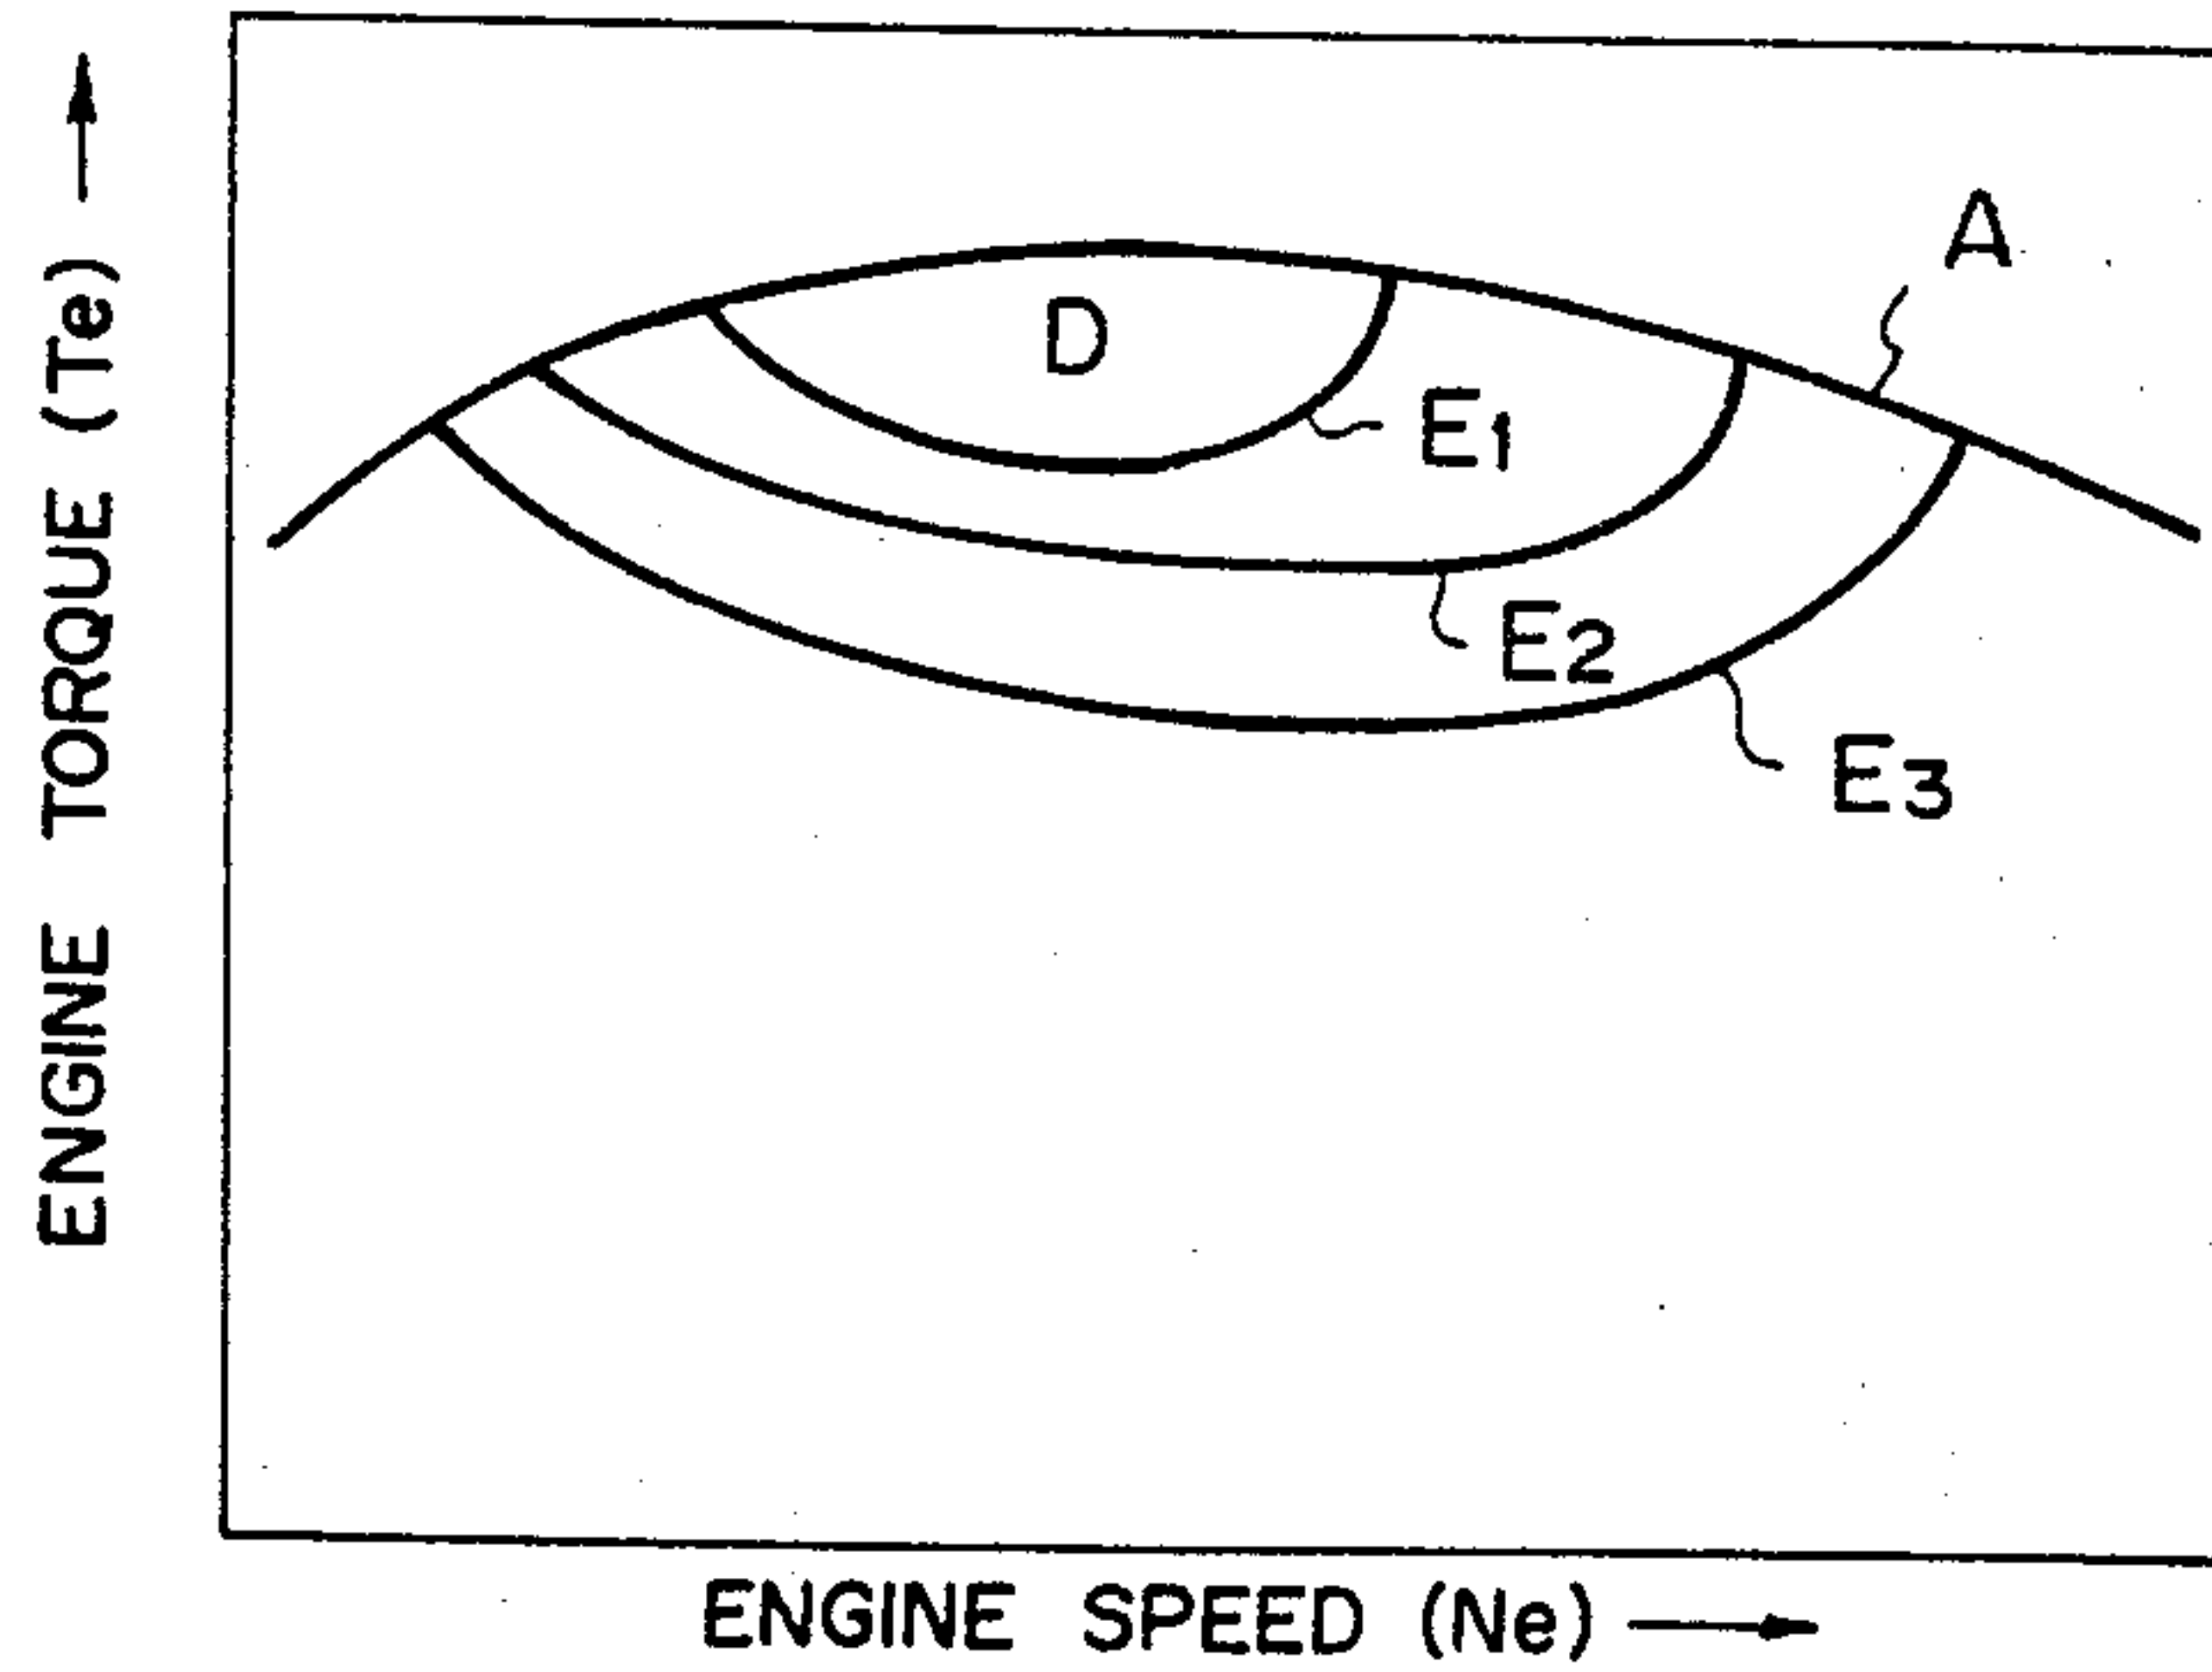 ENGINE TORQUE (Te)
A
D
E1
E2
E3
ENGINE SPEED (Ne)